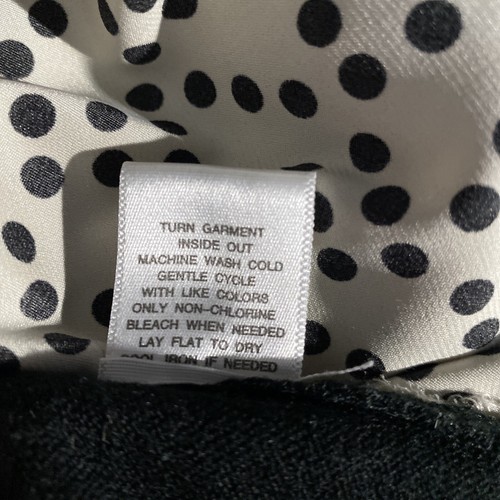 TURN GARMENT
INSIDE OUT
MACHINE WASH COLD
GENTLE CYCLE
WITH LIKE COLORS
ONLY NON-CHLORINE
BLEACH WHEN NEEDED
LAY FLAT TO DRY
COOL IRON IF NEEDED